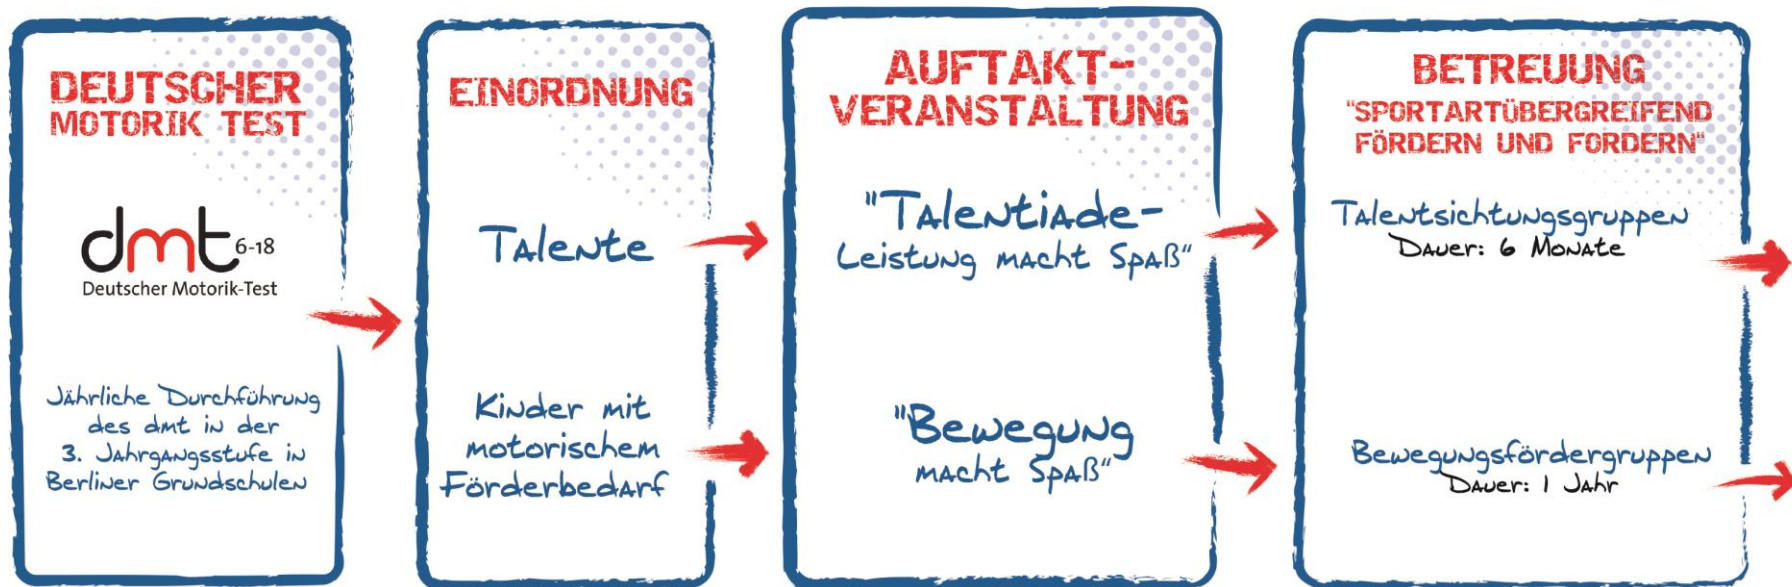 DEUTSCHER
MOTORIK TEST
dmt 6-18
Deutscher Motorik-Test
Jährliche Durchführung
des dmt in der
3. Jahrgangsstufe in
Berliner Grundschulen
EINORDNUNG
Talente
Kinder mit
motorischem
Förderbedarf
AUFTAKT-
VERANSTALTUNG
"Talentiade-
Leistung macht Spaß"
"Bewegung
macht Spaß"
BETREUUNG
"SPORTARTÜBERGREIFEND
FÖRDERN UND FORDERN"
Talentsichtungsgruppen
Dauer: 6 Monate
Bewegungsfördergruppen
Dauer: 1 Jahr